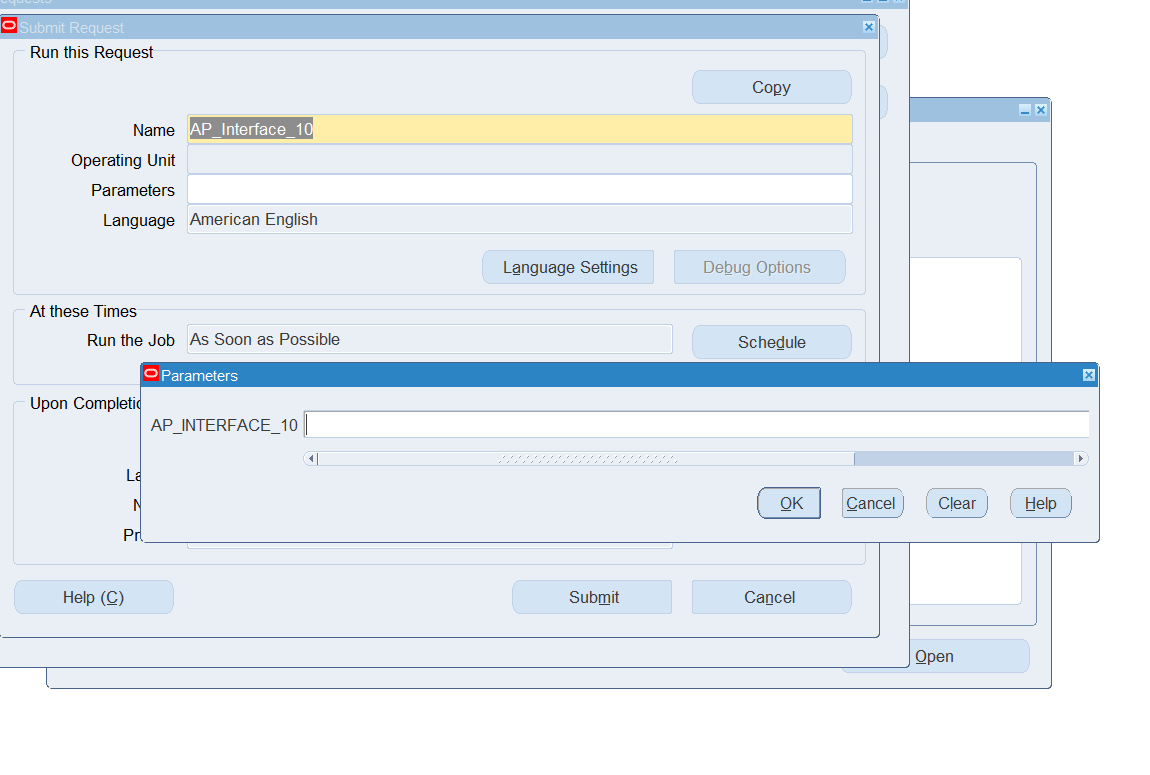 Submit Request
Run this Request
Copy
Name AP_Interface_10
Operating Unit
Parameters
Language American English
Language Settings Debug Options
At these Times
Run the Job As Soon as Possible Schedule
Parameters
Upon Completio
AP_INTERFACE_10
La
OK Cancel Clear Help
Pr
Help (C) Submit Cancel
Open